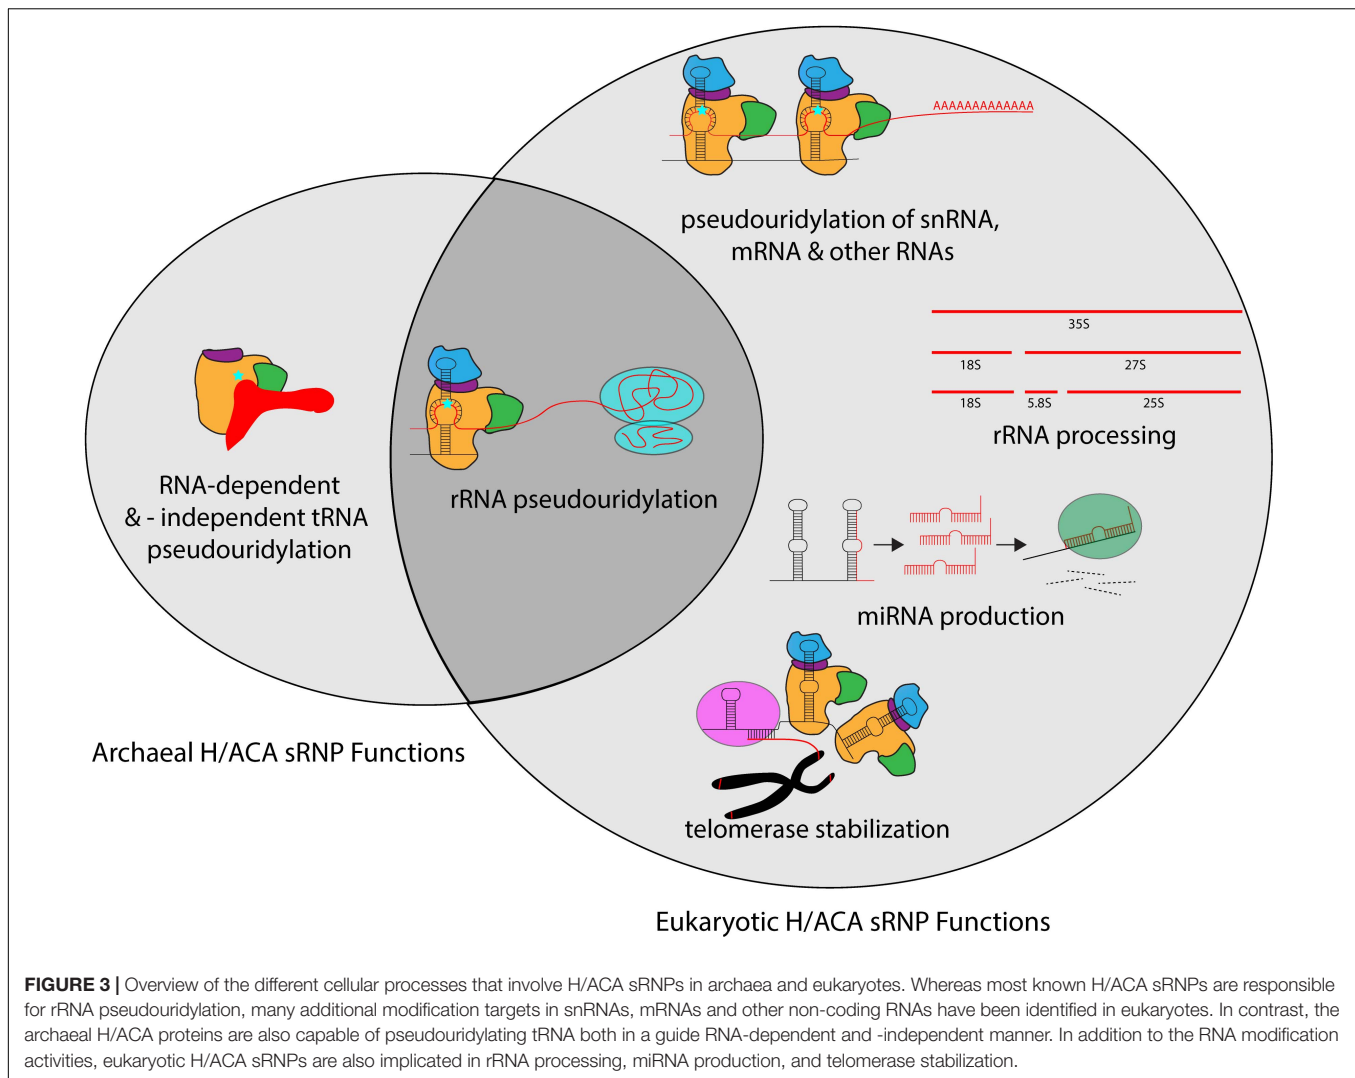 AAAAAAAAAAAAA
pseudouridylation of snRNA,
mRNA & other RNAs
35S
18S 27S
18S 5.8S 25S
rRNA processing
RNA-dependent
& - independent tRNA
pseudouridylation
rRNA pseudouridylation
miRNA production
telomerase stabilization
Archaeal H/ACA sRNP Functions
Eukaryotic H/ACA sRNP Functions
FIGURE 3 | Overview of the different cellular processes that involve H/ACA sRNPs in archaea and eukaryotes. Whereas most known H/ACA sRNPs are responsible
for rRNA pseudouridylation, many additional modification targets in snRNAs, mRNAs and other non-coding RNAs have been identified in eukaryotes. In contrast, the
archaeal H/ACA proteins are also capable of pseudouridylating tRNA both in a guide RNA-dependent and -independent manner. In addition to the RNA modification
activities, eukaryotic H/ACA sRNPs are also implicated in rRNA processing, miRNA production, and telomerase stabilization.